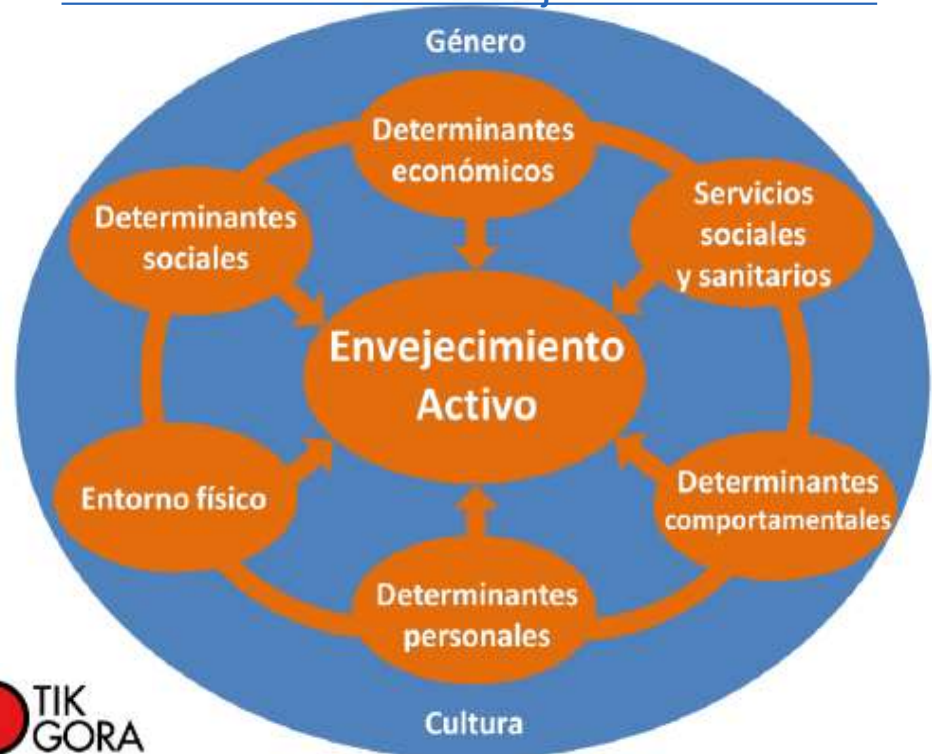 Género
Determinantes
económicos
Servicios
sociales
y sanitarios
Determinantes
sociales
Envejecimiento
Activo
Entorno físico
Determinantes
comportamentales
Determinantes
personales
Cultura
TIK
GORA